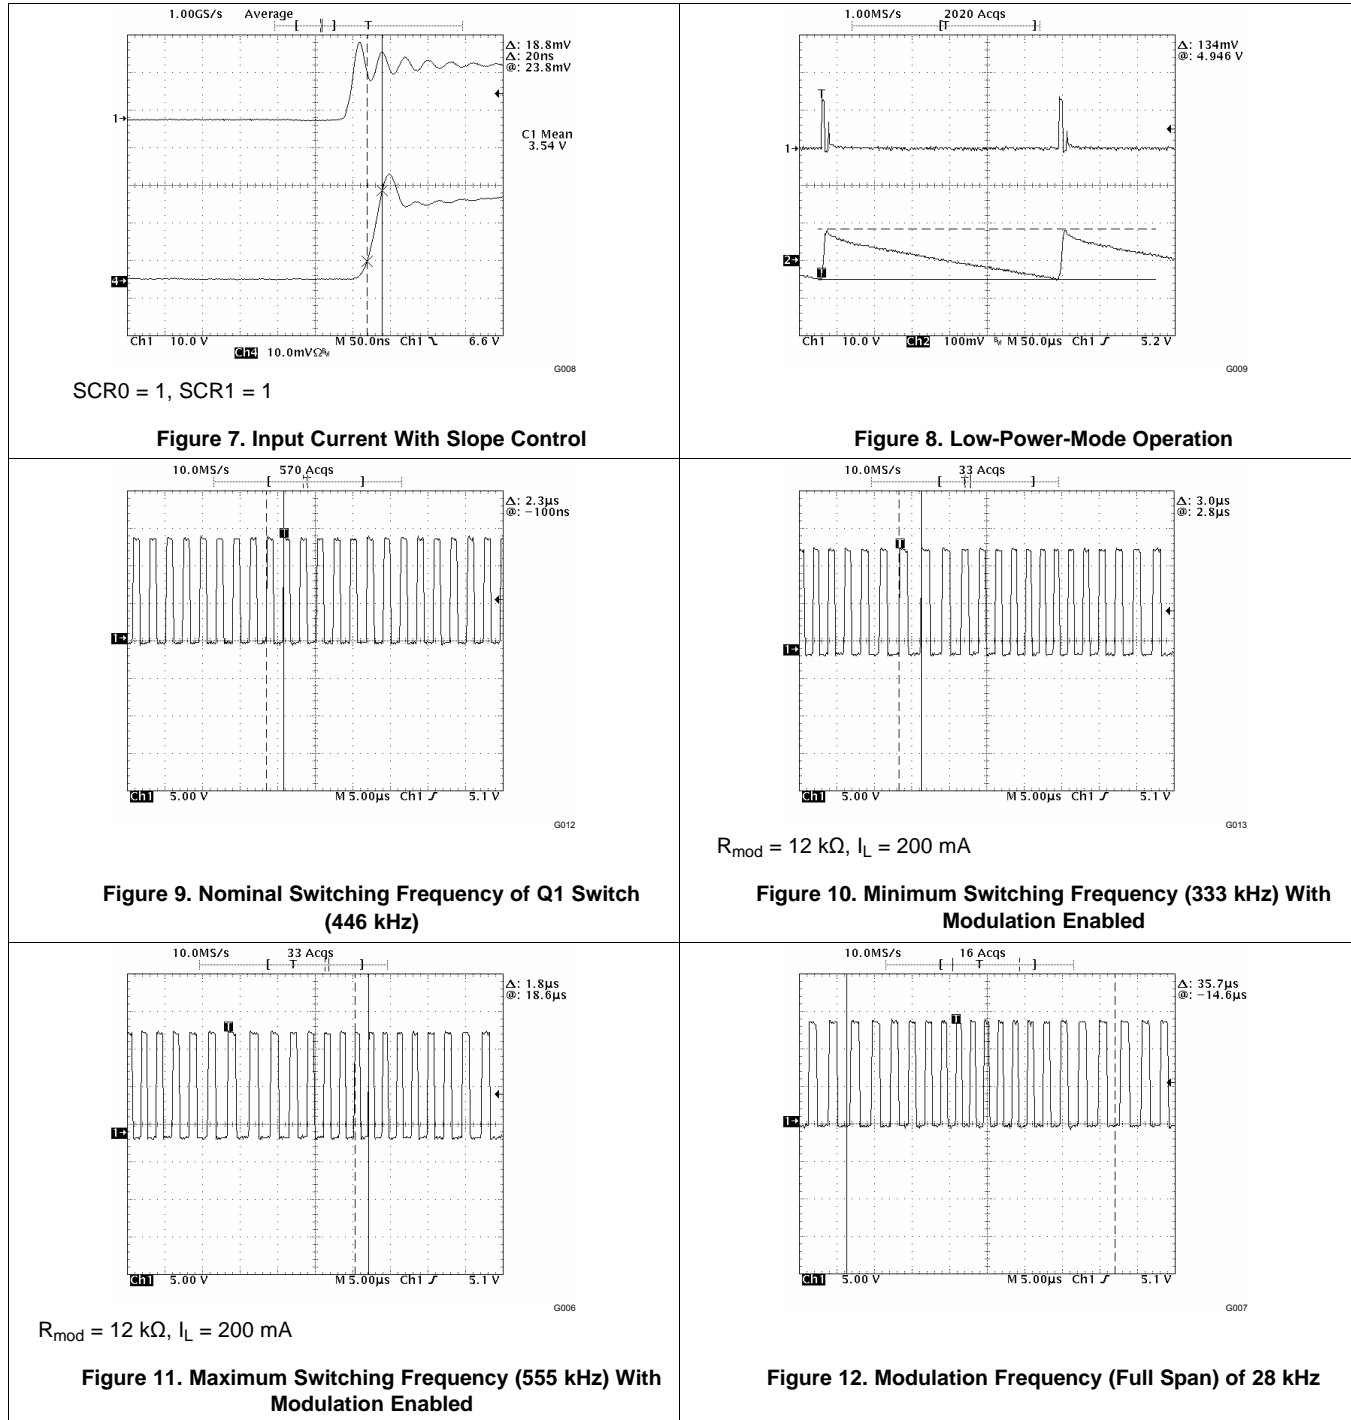 1.00GS/s Average
Δ: 18.8mV
Δ: 20ns
@: 23.8mV
1→
C1 Mean
3.54 V
4→
Ch1 10.0 V M 50.0ns Ch1 6.6 V
Ch4 10.0mVΩ
G008
SCR0 = 1, SCR1 = 1
Figure 7. Input Current With Slope Control
1.00MS/s 2020 Acqs
T
Δ: 134mV
@: 4.946 V
T
1→
2→
T
Ch1 10.0 V Ch2 100mV M 50.0µs Ch1 5.2 V
G009
Figure 8. Low-Power-Mode Operation
10.0MS/s 570 Acqs
Δ: 2.3µs
@: −100ns
T
1→
Ch1 5.00 V M 5.00µs Ch1 5.1 V
G012
Figure 9. Nominal Switching Frequency of Q1 Switch
(446 kHz)
10.0MS/s 33 Acqs
Δ: 3.0µs
@: 2.8µs
T
1→
Ch1 5.00 V M 5.00µs Ch1 5.1 V
G013
Rmod = 12 kΩ, IL = 200 mA
Figure 10. Minimum Switching Frequency (333 kHz) With
Modulation Enabled
10.0MS/s 33 Acqs
T
Δ: 1.8µs
@: 18.6µs
T
1→
Ch1 5.00 V M 5.00µs Ch1 5.1 V
G006
Rmod = 12 kΩ, IL = 200 mA
Figure 11. Maximum Switching Frequency (555 kHz) With
Modulation Enabled
10.0MS/s 16 Acqs
T
Δ: 35.7µs
@: −14.6µs
T
1→
Ch1 5.00 V M 5.00µs Ch1 5.1 V
G007
Figure 12. Modulation Frequency (Full Span) of 28 kHz